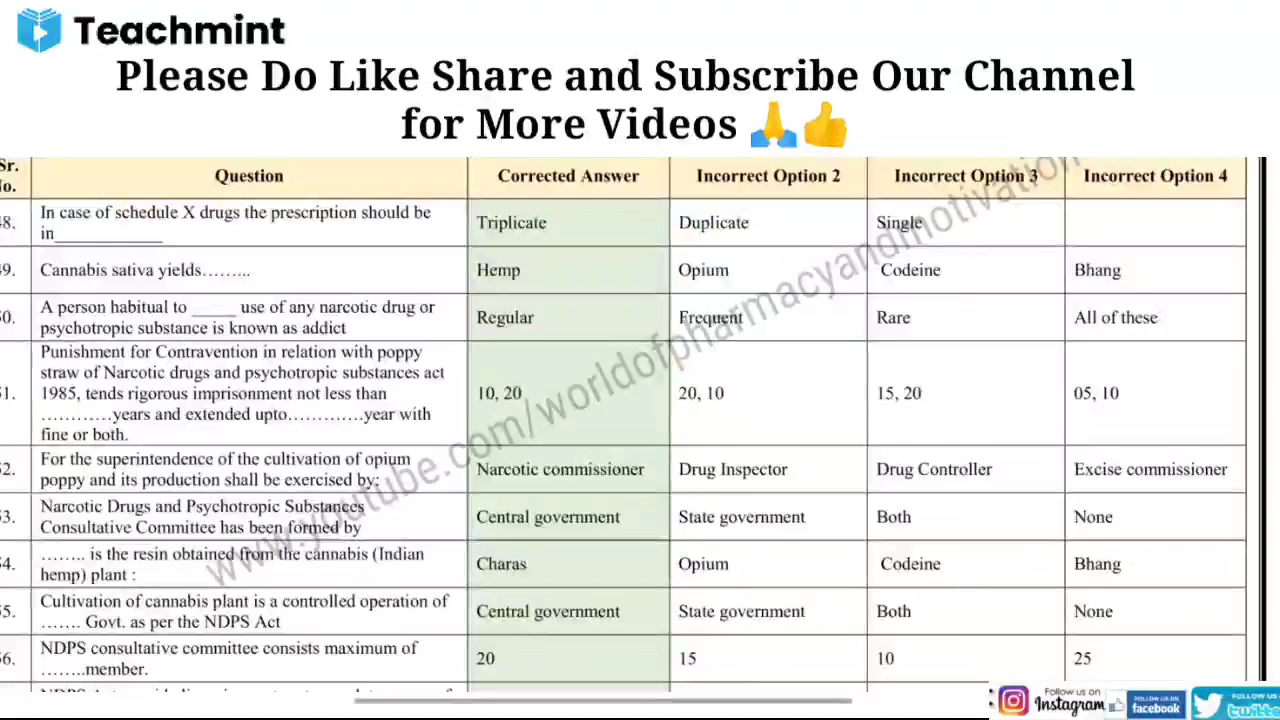 Teachmint
Please Do Like Share and Subscribe Our Channel
for More Videos 🙏👍
Sr. No. Question Corrected Answer Incorrect Option 2 Incorrect Option 3 Incorrect Option 4
48. In case of schedule X drugs the prescription should be
in____________ Triplicate Duplicate Single
49. Cannabis sativa yields…….. Hemp Opium Codeine Bhang
50. A person habitual to _____ use of any narcotic drug or
psychotropic substance is known as addict Regular Frequent Rare All of these
51. Punishment for Contravention in relation with poppy
straw of Narcotic drugs and psychotropic substances act
1985, tends rigorous imprisonment not less than
…………years and extended upto………….year with
fine or both. 10, 20 20, 10 15, 20 05, 10
52. For the superintendence of the cultivation of opium
poppy and its production shall be exercised by; Narcotic commissioner Drug Inspector Drug Controller Excise commissioner
53. Narcotic Drugs and Psychotropic Substances
Consultative Committee has been formed by Central government State government Both None
54. …….. is the resin obtained from the cannabis (Indian
hemp) plant : Charas Opium Codeine Bhang
55. Cultivation of cannabis plant is a controlled operation of
……. Govt. as per the NDPS Act Central government State government Both None
56. NDPS consultative committee consists maximum of
……..member. 20 15 10 25
www.youtube.com/worldofpharmacyandmotivation
Follow us on
Instagram
Follow us on
facebook
FOLLOW US
twitte